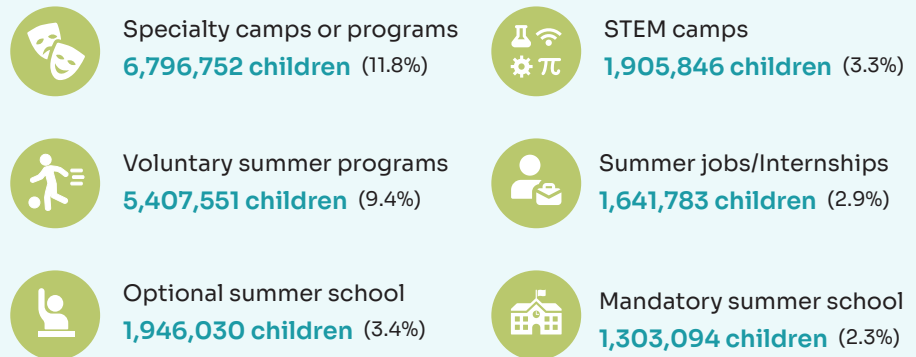 Specialty camps or programs
6,796,752 children (11.8%)
STEM camps
1,905,846 children (3.3%)
Voluntary summer programs
5,407,551 children (9.4%)
Summer jobs/Internships
1,641,783 children (2.9%)
Optional summer school
1,946,030 children (3.4%)
Mandatory summer school
1,303,094 children (2.3%)